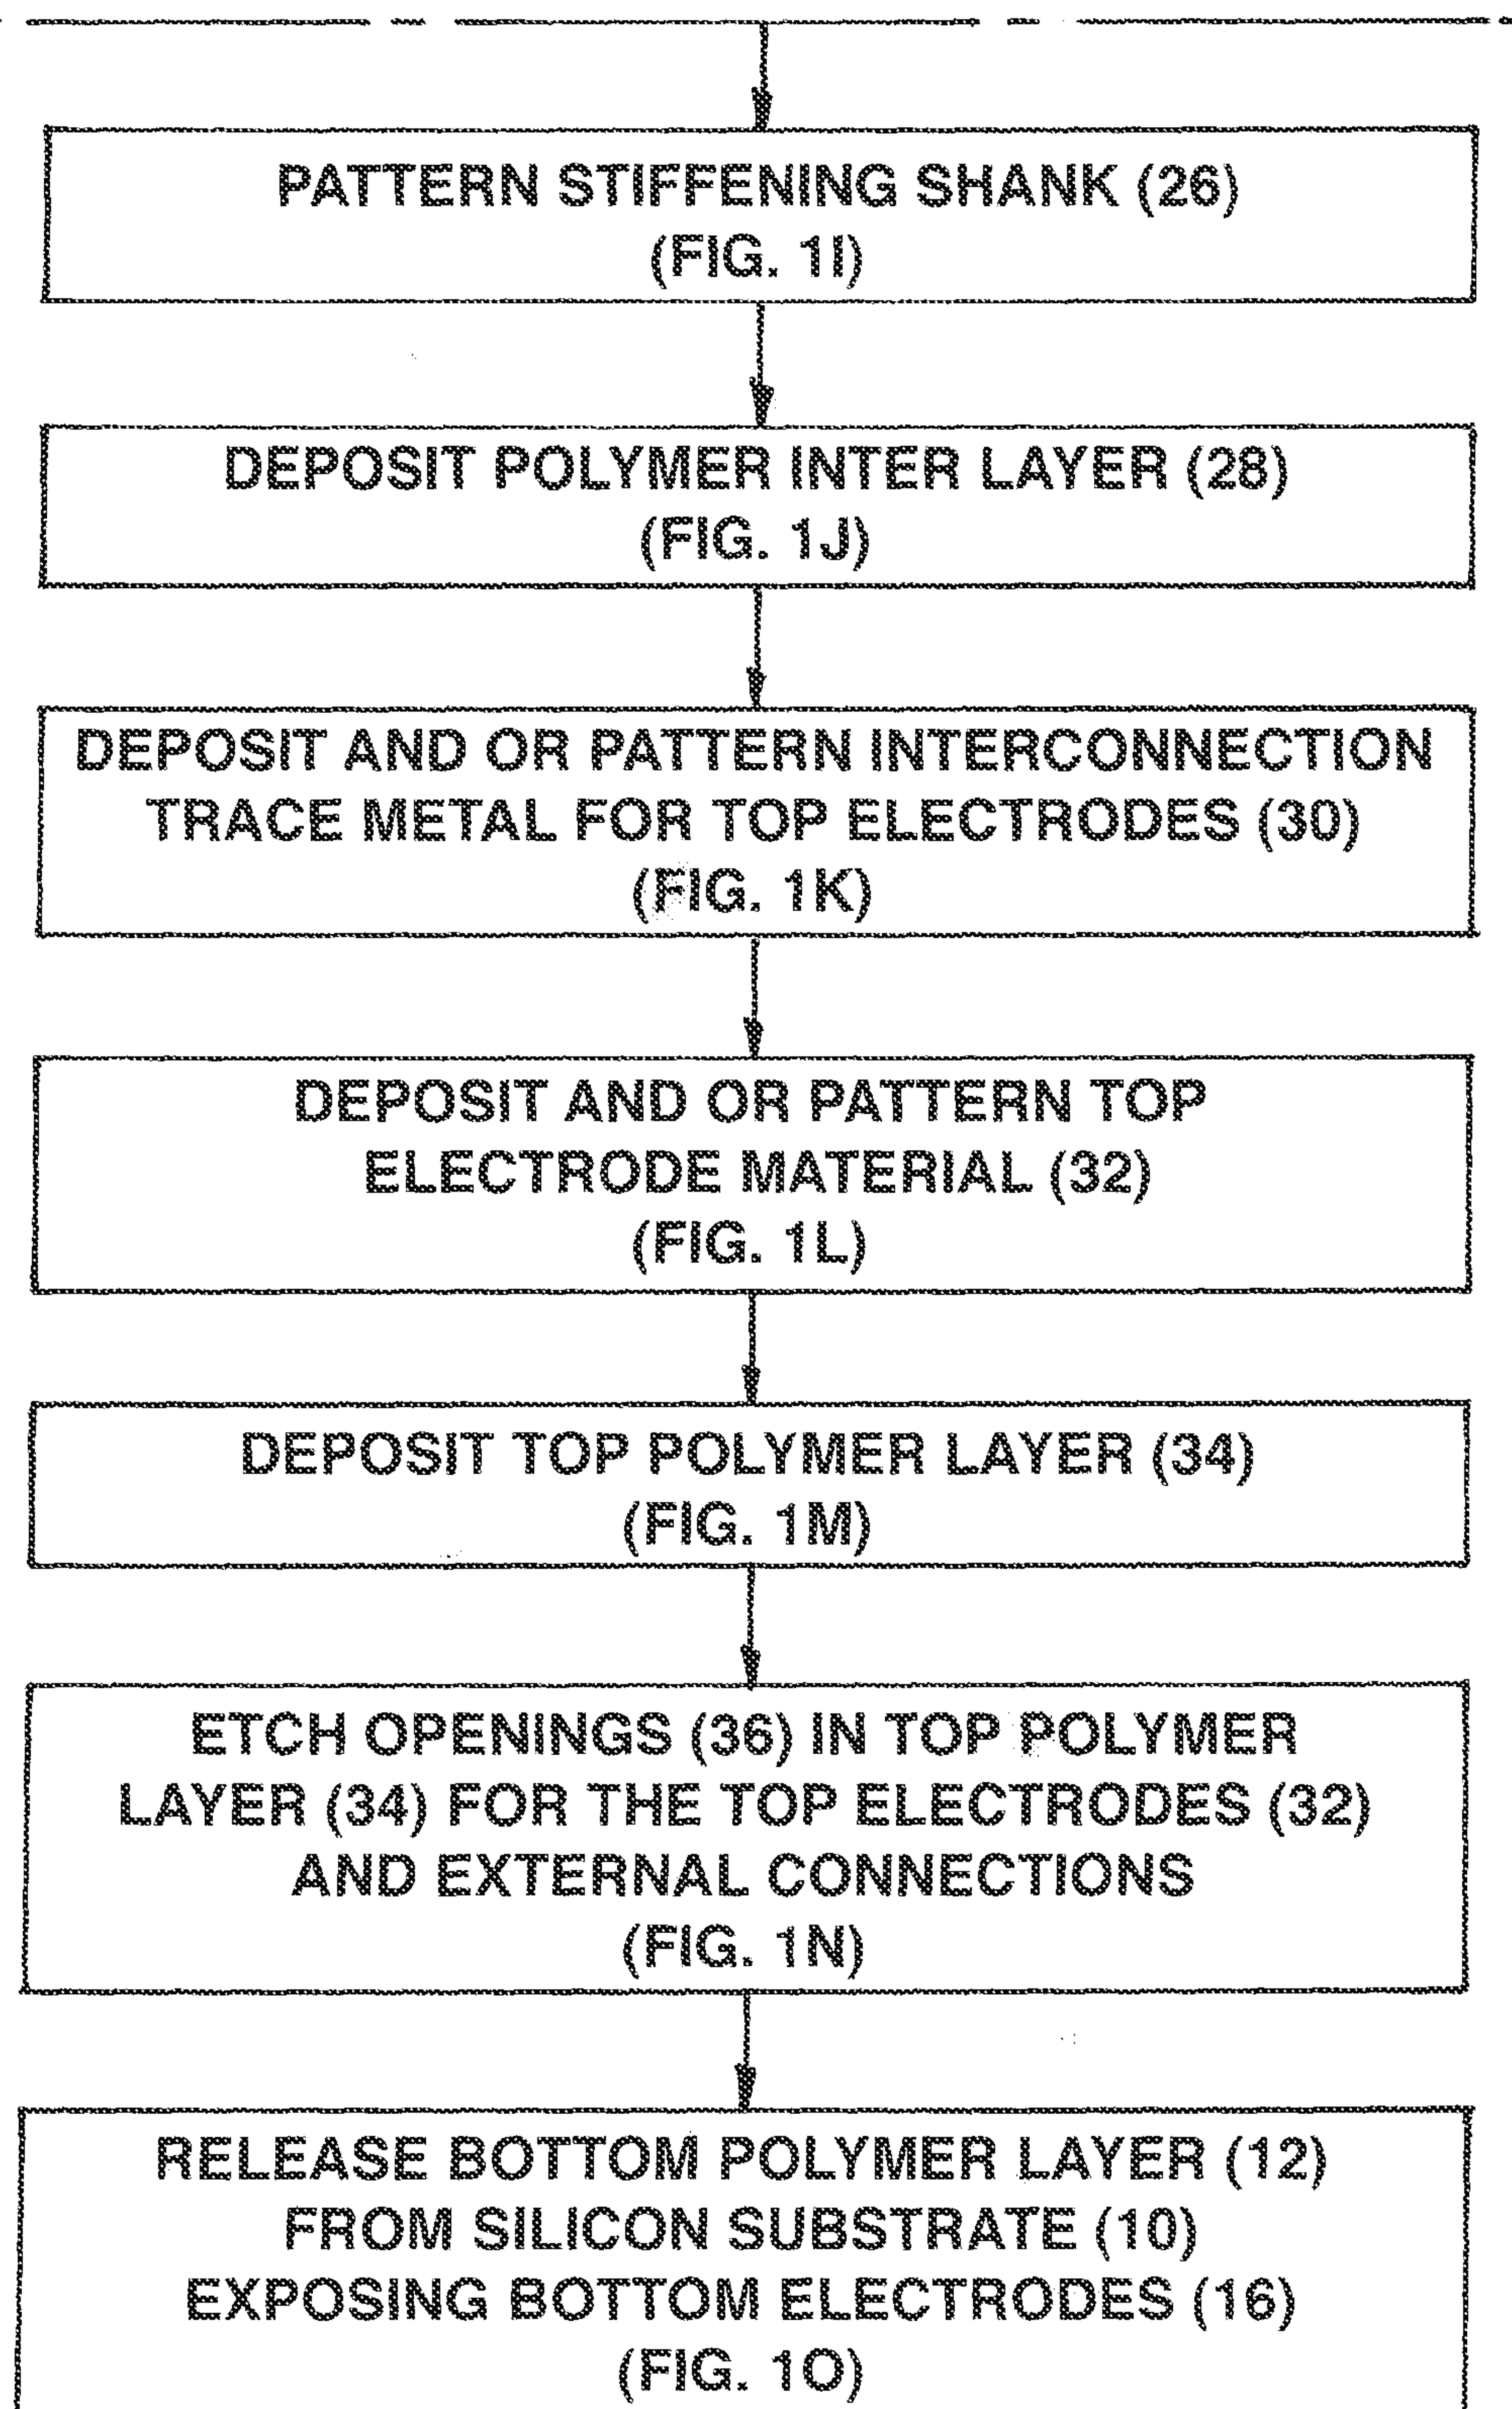 PATTERN STIFFENING SHANK (26)
(FIG. 1I)
DEPOSIT POLYMER INTER LAYER (28)
(FIG. 1J)
DEPOSIT AND OR PATTERN INTERCONNECTION
TRACE METAL FOR TOP ELECTRODES (30)
(FIG. 1K)
DEPOSIT AND OR PATTERN TOP
ELECTRODE MATERIAL (32)
(FIG. 1L)
DEPOSIT TOP POLYMER LAYER (34)
(FIG. 1M)
ETCH OPENINGS (36) IN TOP POLYMER
LAYER (34) FOR THE TOP ELECTRODES (32)
AND EXTERNAL CONNECTIONS
(FIG. 1N)
RELEASE BOTTOM POLYMER LAYER (12)
FROM SILICON SUBSTRATE (10)
EXPOSING BOTTOM ELECTRODES (16)
(FIG. 1O)